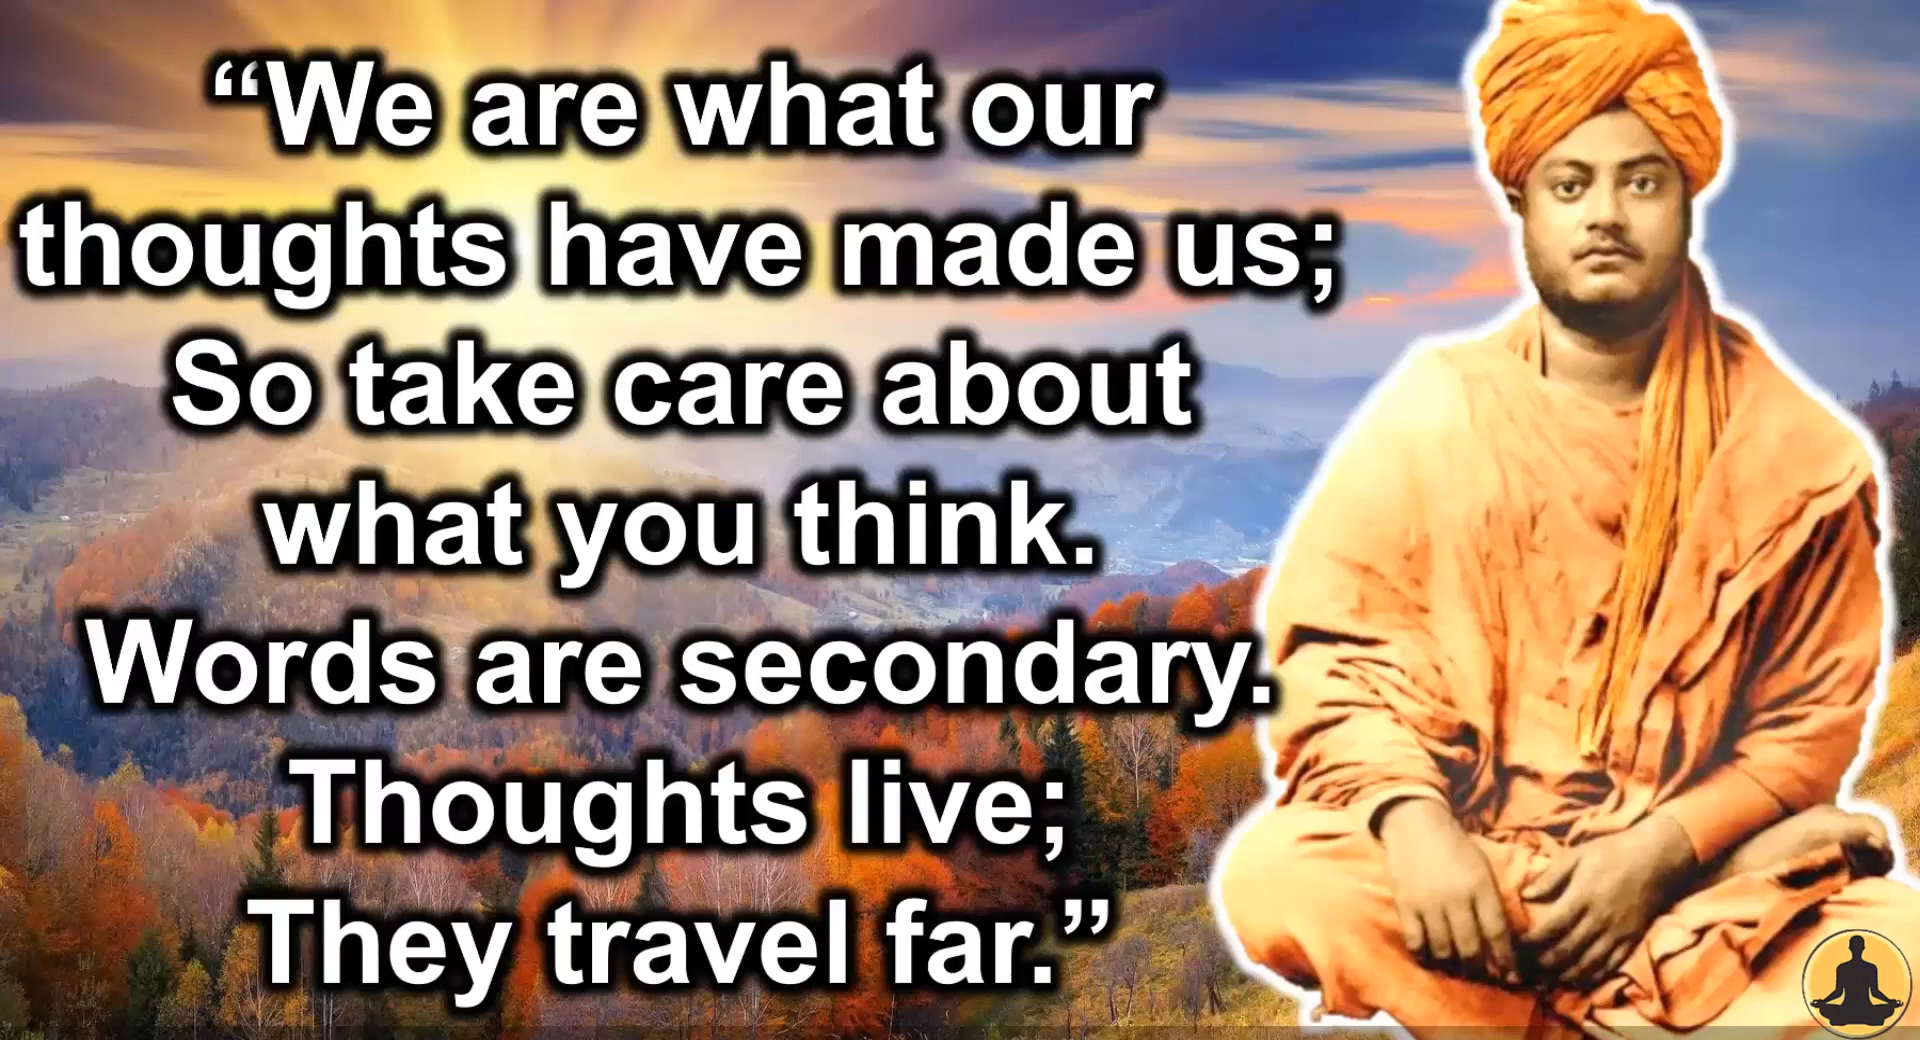 “We are what our
thoughts have made us;
So take care about
what you think.
Words are secondary.
Thoughts live;
They travel far.”